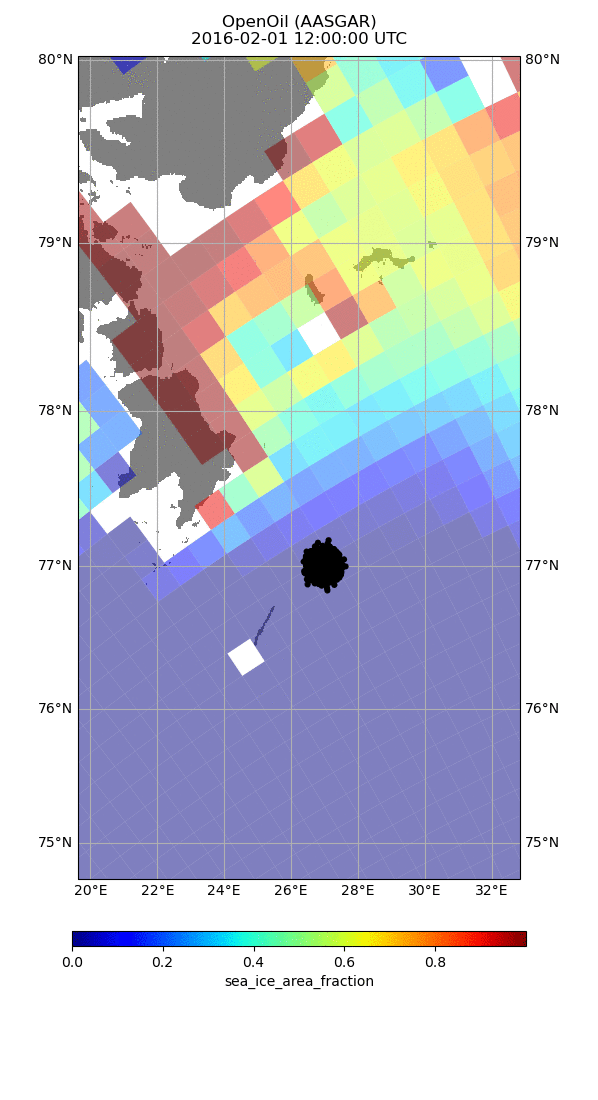 OpenOil (AASGAR)
2016-02-01 12:00:00 UTC
80°N 80°N
79°N 79°N
78°N 78°N
77°N 77°N
76°N 76°N
75°N 75°N
20°E 22°E 24°E 26°E 28°E 30°E 32°E
0.0 0.2 0.4 0.6 0.8
sea_ice_area_fraction